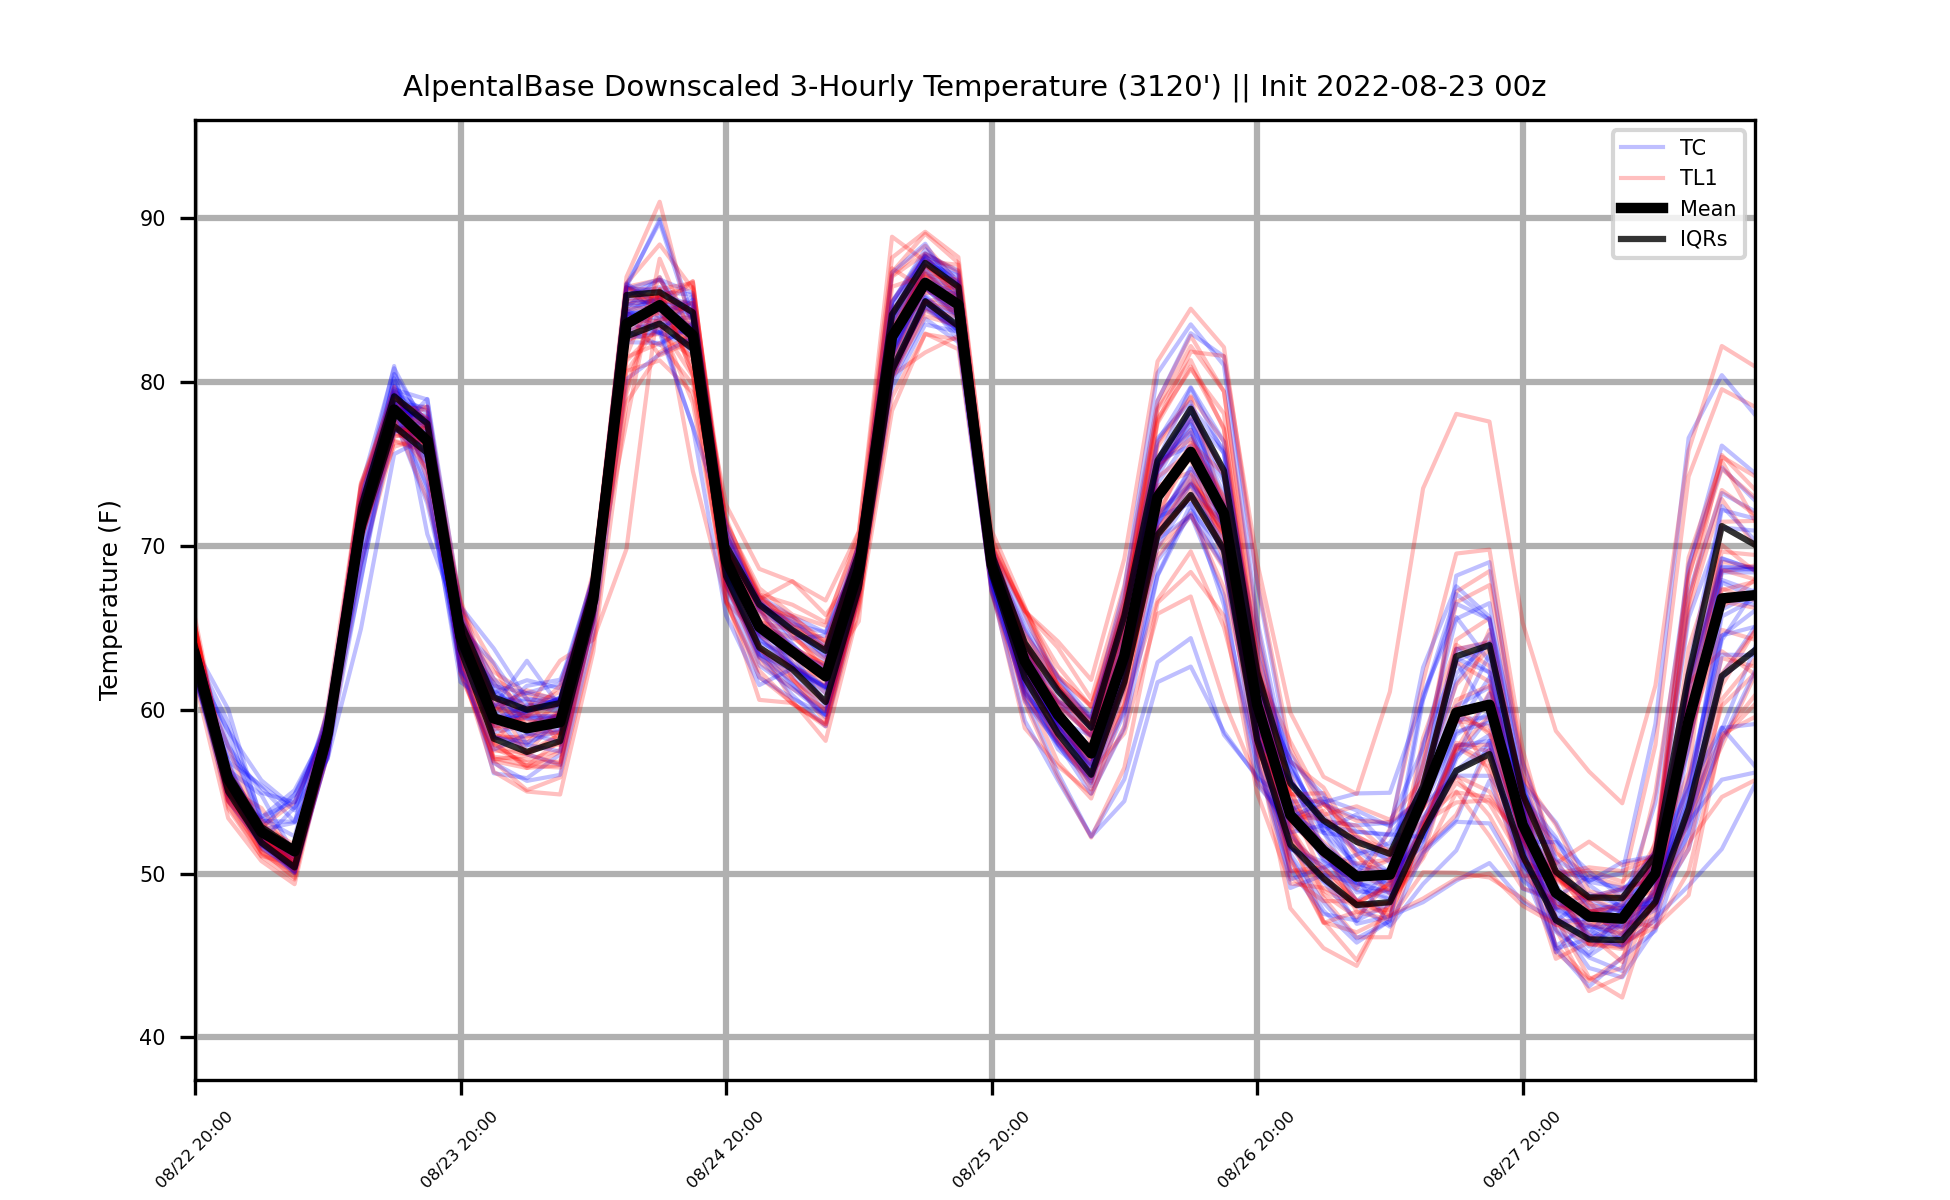 AlpentalBase Downscaled 3-Hourly Temperature (3120') || Init 2022-08-23 00z
TC
TL1
Mean
IQRs
Temperature (F)
90
80
70
60
50
40
08/22 20:00
08/23 20:00
08/24 20:00
08/25 20:00
08/26 20:00
08/27 20:00